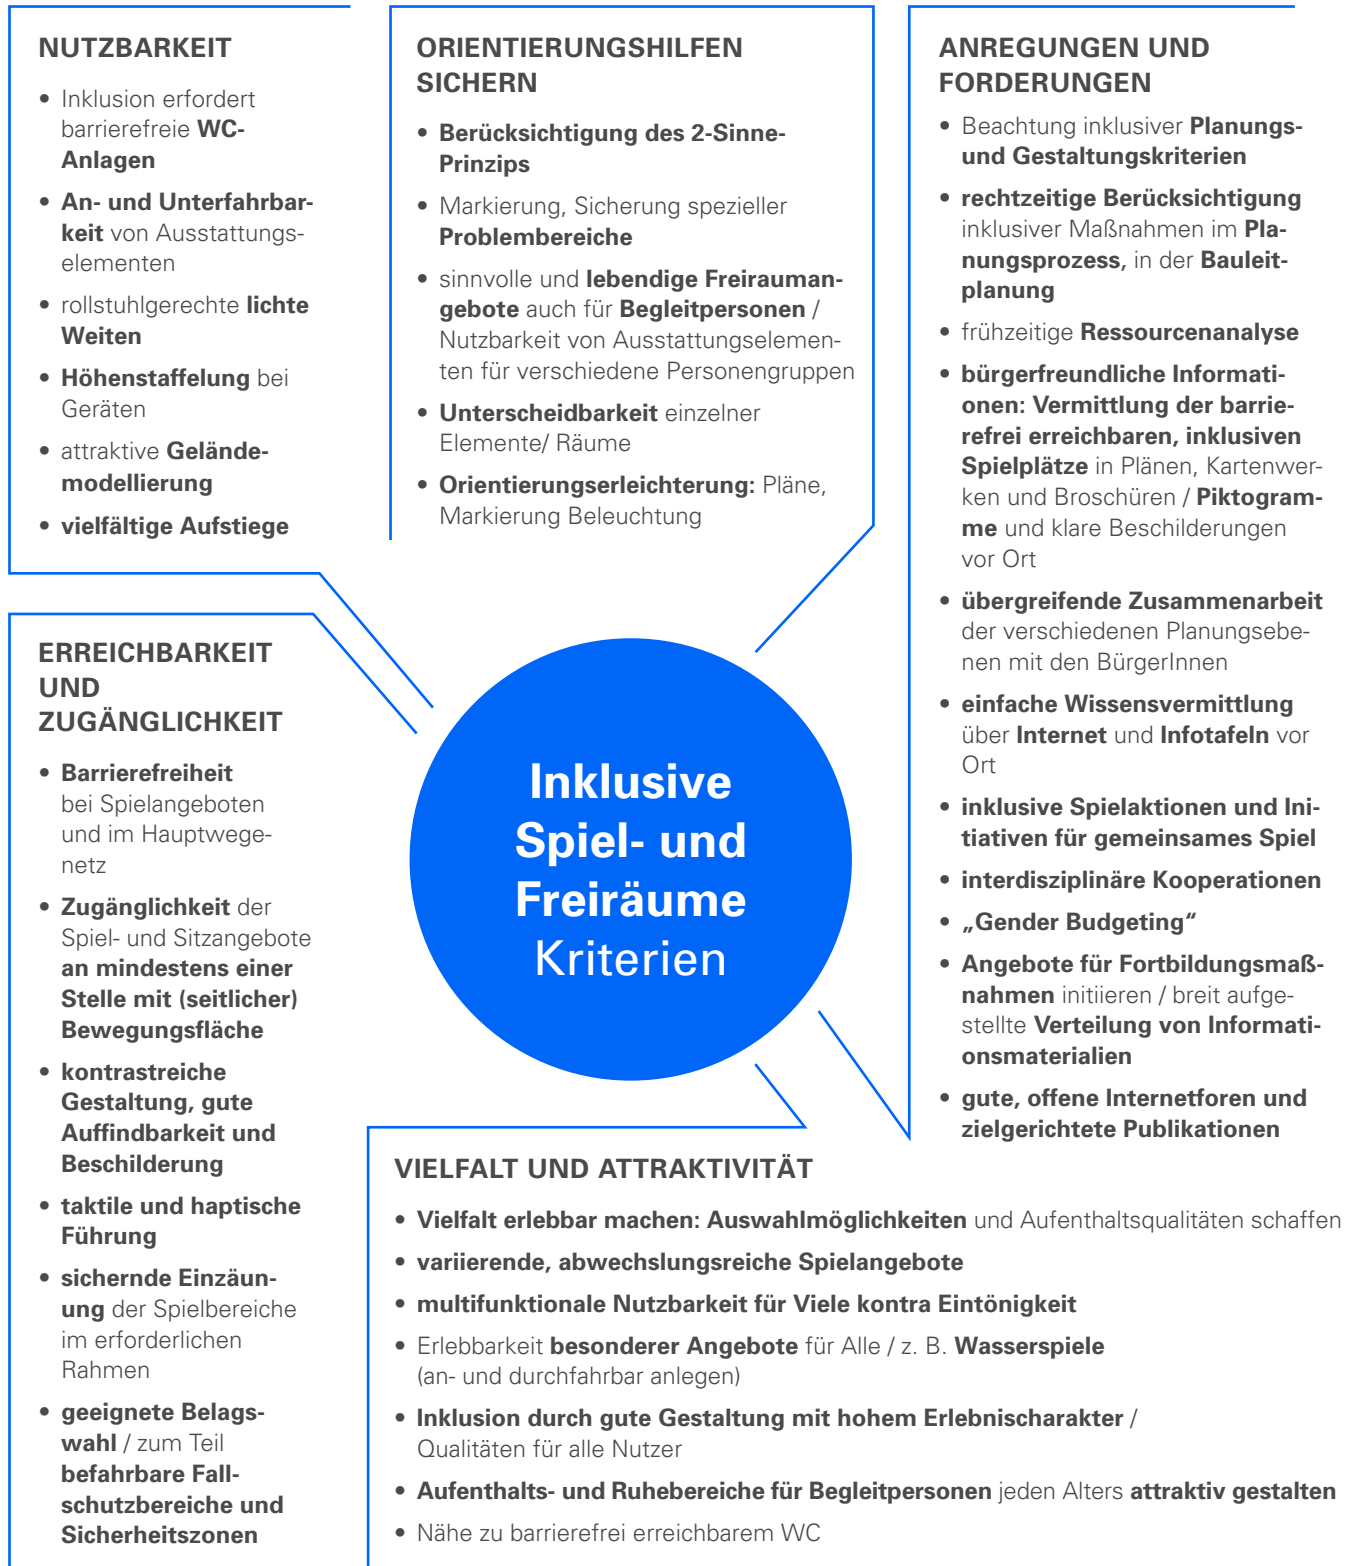 NUTZBARKEIT
• Inklusion erfordert
barrierefreie WC-
Anlagen
• An- und Unterfahrbar-
keit von Ausstattungs-
elementen
• rollstuhlgerechte lichte
Weiten
• Höhenstaffelung bei
Geräten
• attraktive Gelände-
modellierung
• vielfältige Aufstiege
ORIENTIERUNGSHILFEN
SICHERN
• Berücksichtigung des 2-Sinne-
Prinzips
• Markierung, Sicherung spezieller
Problembereiche
• sinnvolle und lebendige Freirauman-
gebote auch für Begleitpersonen /
Nutzbarkeit von Ausstattungselemen-
ten für verschiedene Personengruppen
• Unterscheidbarkeit einzelner
Elemente/ Räume
• Orientierungserleichterung: Pläne,
Markierung Beleuchtung
ANREGUNGEN UND
FORDERUNGEN
• Beachtung inklusiver Planungs-
und Gestaltungskriterien
• rechtzeitige Berücksichtigung
inklusiver Maßnahmen im Pla-
nungsprozess, in der Bauleit-
planung
• frühzeitige Ressourcenanalyse
• bürgerfreundliche Informati-
onen: Vermittlung der barrie-
refrei erreichbaren, inklusiven
Spielplätze in Plänen, Kartenwer-
ken und Broschüren / Piktogram-
me und klare Beschilderungen
vor Ort
• übergreifende Zusammenarbeit
der verschiedenen Planungsebe-
nen mit den BürgerInnen
• einfache Wissensvermittlung
über Internet und Infotafeln vor
Ort
• inklusive Spielaktionen und Ini-
tiativen für gemeinsames Spiel
• interdisziplinäre Kooperationen
• „Gender Budgeting“
• Angebote für Fortbildungsmaß-
nahmen initiieren / breit aufge-
stellte Verteilung von Informati-
onsmaterialien
• gute, offene Internetforen und
zielgerichtete Publikationen
ERREICHBARKEIT
UND
ZUGÄNGLICHKEIT
• Barrierefreiheit
bei Spielangeboten
und im Hauptwege-
netz
• Zugänglichkeit der
Spiel- und Sitzangebote
an mindestens einer
Stelle mit (seitlicher)
Bewegungsfläche
• kontrastreiche
Gestaltung, gute
Auffindbarkeit und
Beschilderung
• taktile und haptische
Führung
• sichernde Einzäun-
ung der Spielbereiche
im erforderlichen
Rahmen
• geeignete Belags-
wahl / zum Teil
befahrbare Fall-
schutzbereiche und
Sicherheitszonen
Inklusive
Spiel- und
Freiräume
Kriterien
VIELFALT UND ATTRAKTIVITÄT
• Vielfalt erlebbar machen: Auswahlmöglichkeiten und Aufenthaltsqualitäten schaffen
• variierende, abwechslungsreiche Spielangebote
• multifunktionale Nutzbarkeit für Viele kontra Eintönigkeit
• Erlebbarkeit besonderer Angebote für Alle / z. B. Wasserspiele
(an- und durchfahrbar anlegen)
• Inklusion durch gute Gestaltung mit hohem Erlebnischarakter /
Qualitäten für alle Nutzer
• Aufenthalts- und Ruhebereiche für Begleitpersonen jeden Alters attraktiv gestalten
• Nähe zu barrierefrei erreichbarem WC